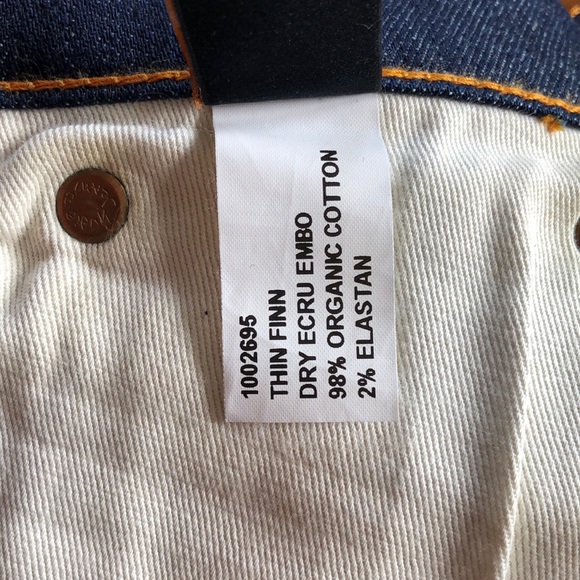 1002695
THIN FINN
DRY ECRU EMBO
98% ORGANIC COTTON
2% ELASTAN